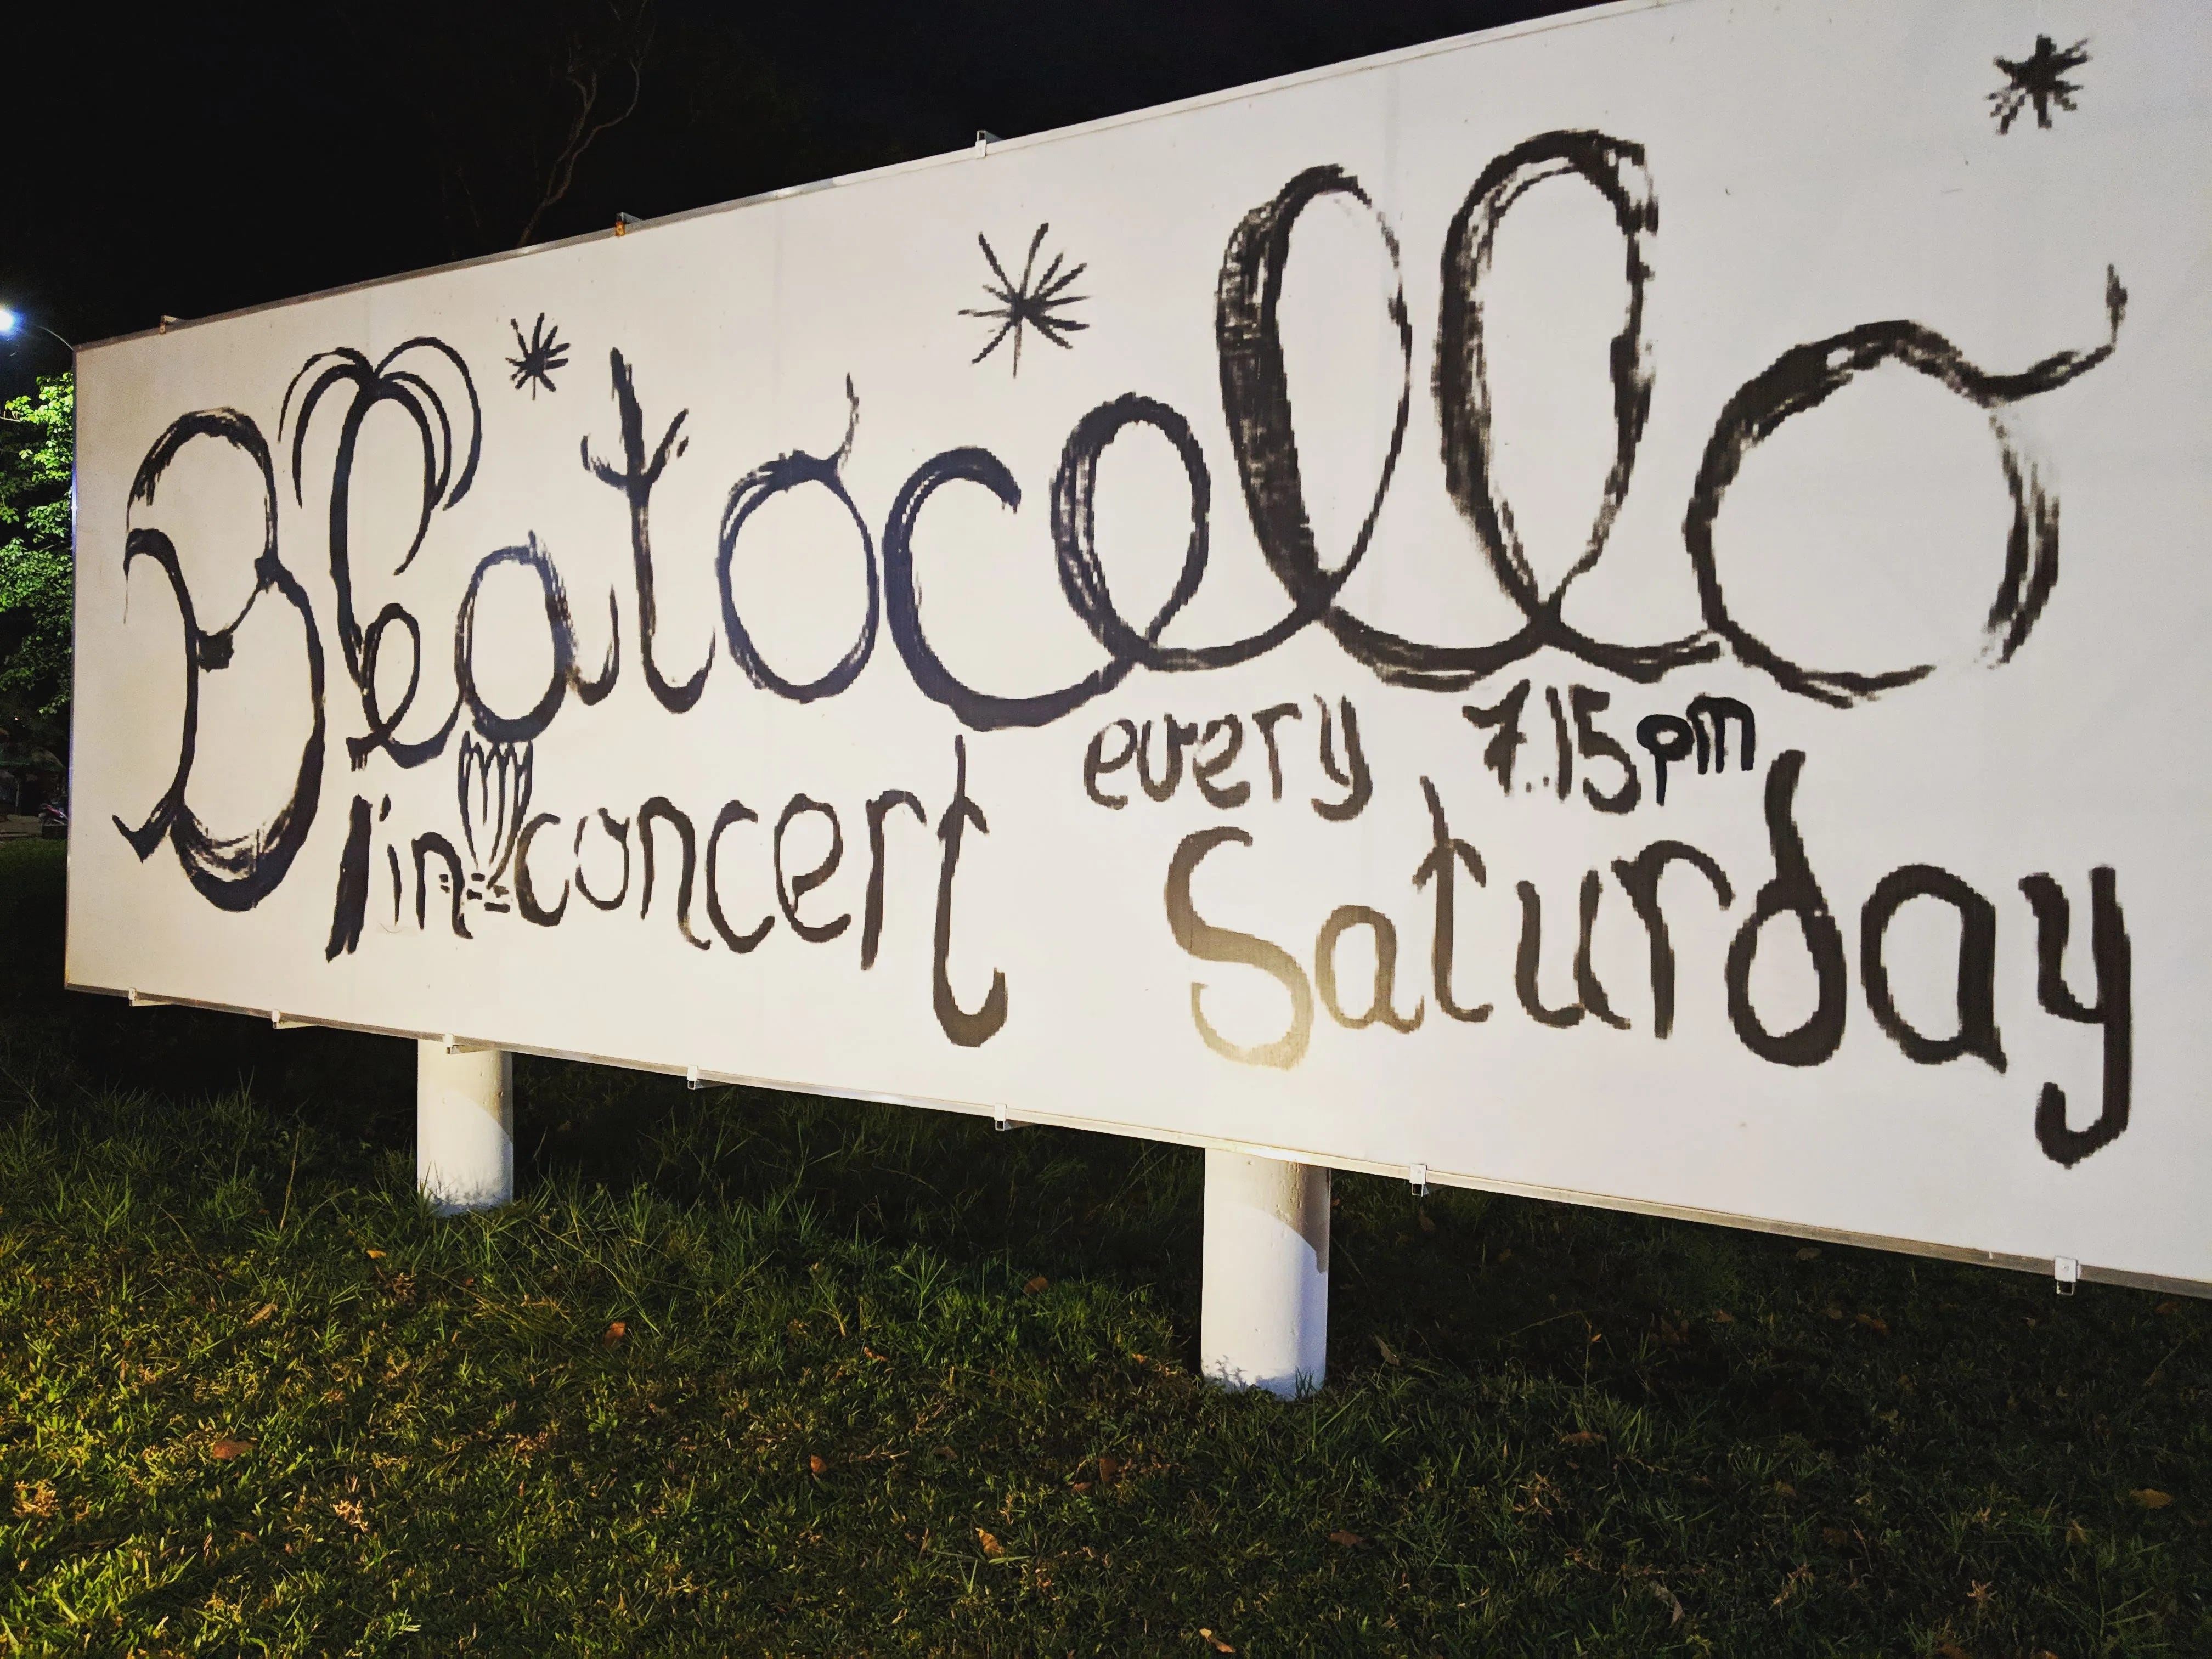 Beatocello
in concert
every 7.15pm
Saturday